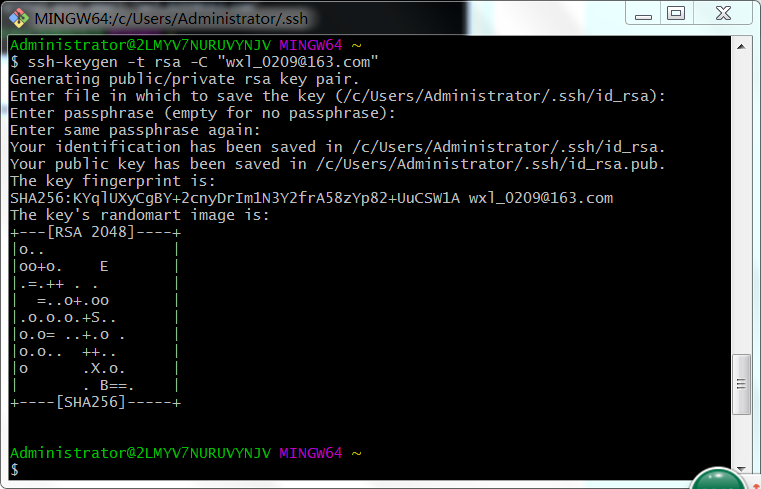 MINGW64:/c/Users/Administrator/.ssh
Administrator@2LMYV7NURUVYNJV MINGW64 ~
$ ssh-keygen -t rsa -C "wxl_0209@163.com"
Generating public/private rsa key pair.
Enter file in which to save the key (/c/Users/Administrator/.ssh/id_rsa):
Enter passphrase (empty for no passphrase):
Enter same passphrase again:
Your identification has been saved in /c/Users/Administrator/.ssh/id_rsa.
Your public key has been saved in /c/Users/Administrator/.ssh/id_rsa.pub.
The key fingerprint is:
SHA256:KYqlUXyCgBY+2cnyDrIm1N3Y2frA58zYp82+UuCSW1A wxl_0209@163.com
The key's randomart image is:
+---[RSA 2048]----+
|o..              |
|oo+o.    E       |
|.=.++ . .        |
|  =..o+.oo       |
|.o.o.o.+S..      |
|o.o= ..+.o .     |
|o.o..  ++..      |
|o      .X.o.     |
|       . B==.    |
+----[SHA256]-----+
Administrator@2LMYV7NURUVYNJV MINGW64 ~
$